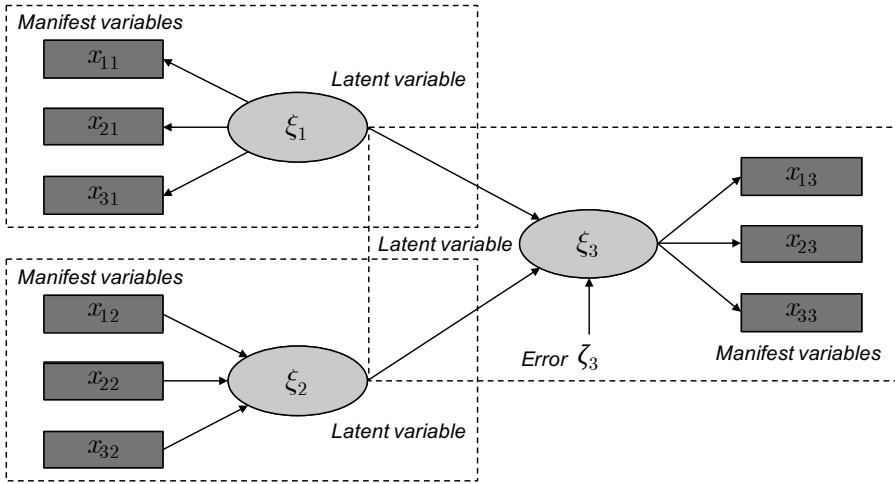 Manifest variables
x₁₁
Latent variable
x₂₁
ξ₁
x₃₁
x₁₃
Latent variable
ξ₃
x₂₃
Manifest variables
x₁₂
x₃₃
Error ζ₃
Manifest variables
x₂₂
ξ₂
Latent variable
x₃₂